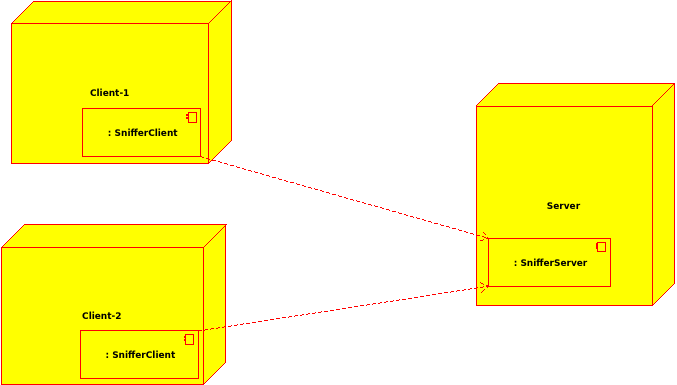 Client-1
: SnifferClient
Server
: SnifferServer
Client-2
: SnifferClient